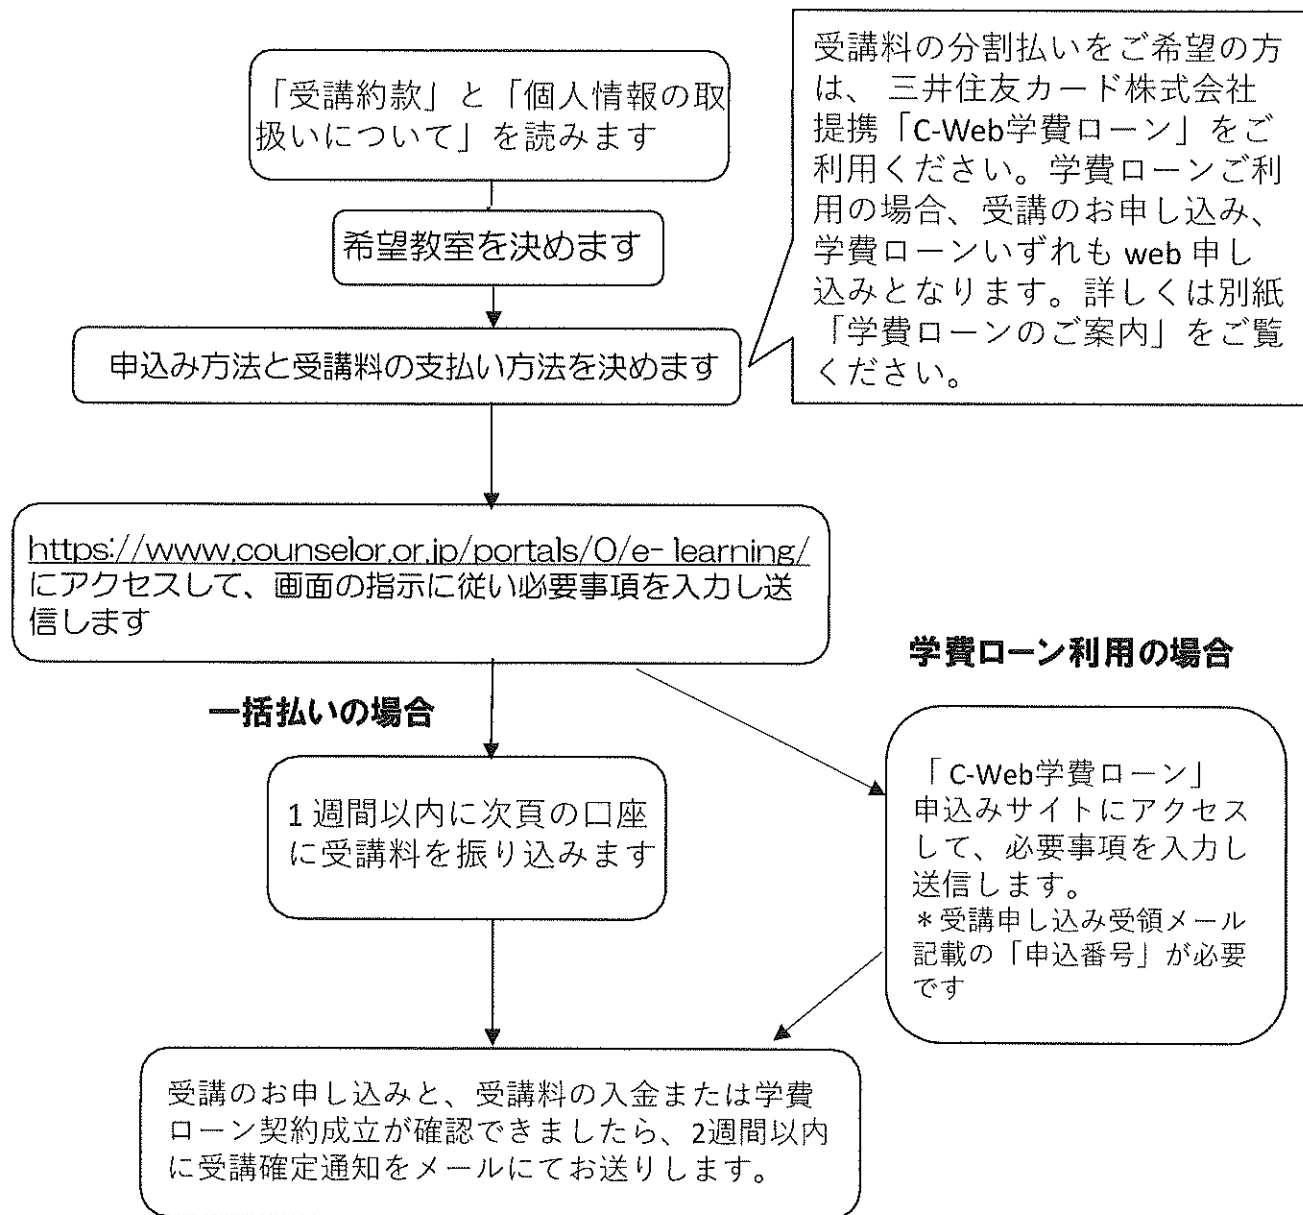 「受講約款」と「個人情報の取
扱いについて」を読みます
希望教室を決めます
申込み方法と受講料の支払い方法を決めます
受講料の分割払いをご希望の方
は、 三井住友カード株式会社
提携「C-Web学費ローン」をご
利用ください。学費ローンご利
用の場合、受講のお申し込み、
学費ローンいずれも web 申し
込みとなります。詳しくは別紙
「学費ローンのご案内」をご覧
ください。
https://www.counselor.or.jp/portals/0/e- learning/
にアクセスして、画面の指示に従い必要事項を入力し送
信します
一括払いの場合
1 週間以内に次頁の口座
に受講料を振り込みます
学費ローン利用の場合
「 C-Web学費ローン」
申込みサイトにアクセス
して、必要事項を入力し
送信します。
＊受講申し込み受領メール
記載の「申込番号」が必要
です
受講のお申し込みと、受講料の入金または学費
ローン契約成立が確認できましたら、2週間以内
に受講確定通知をメールにてお送りします。